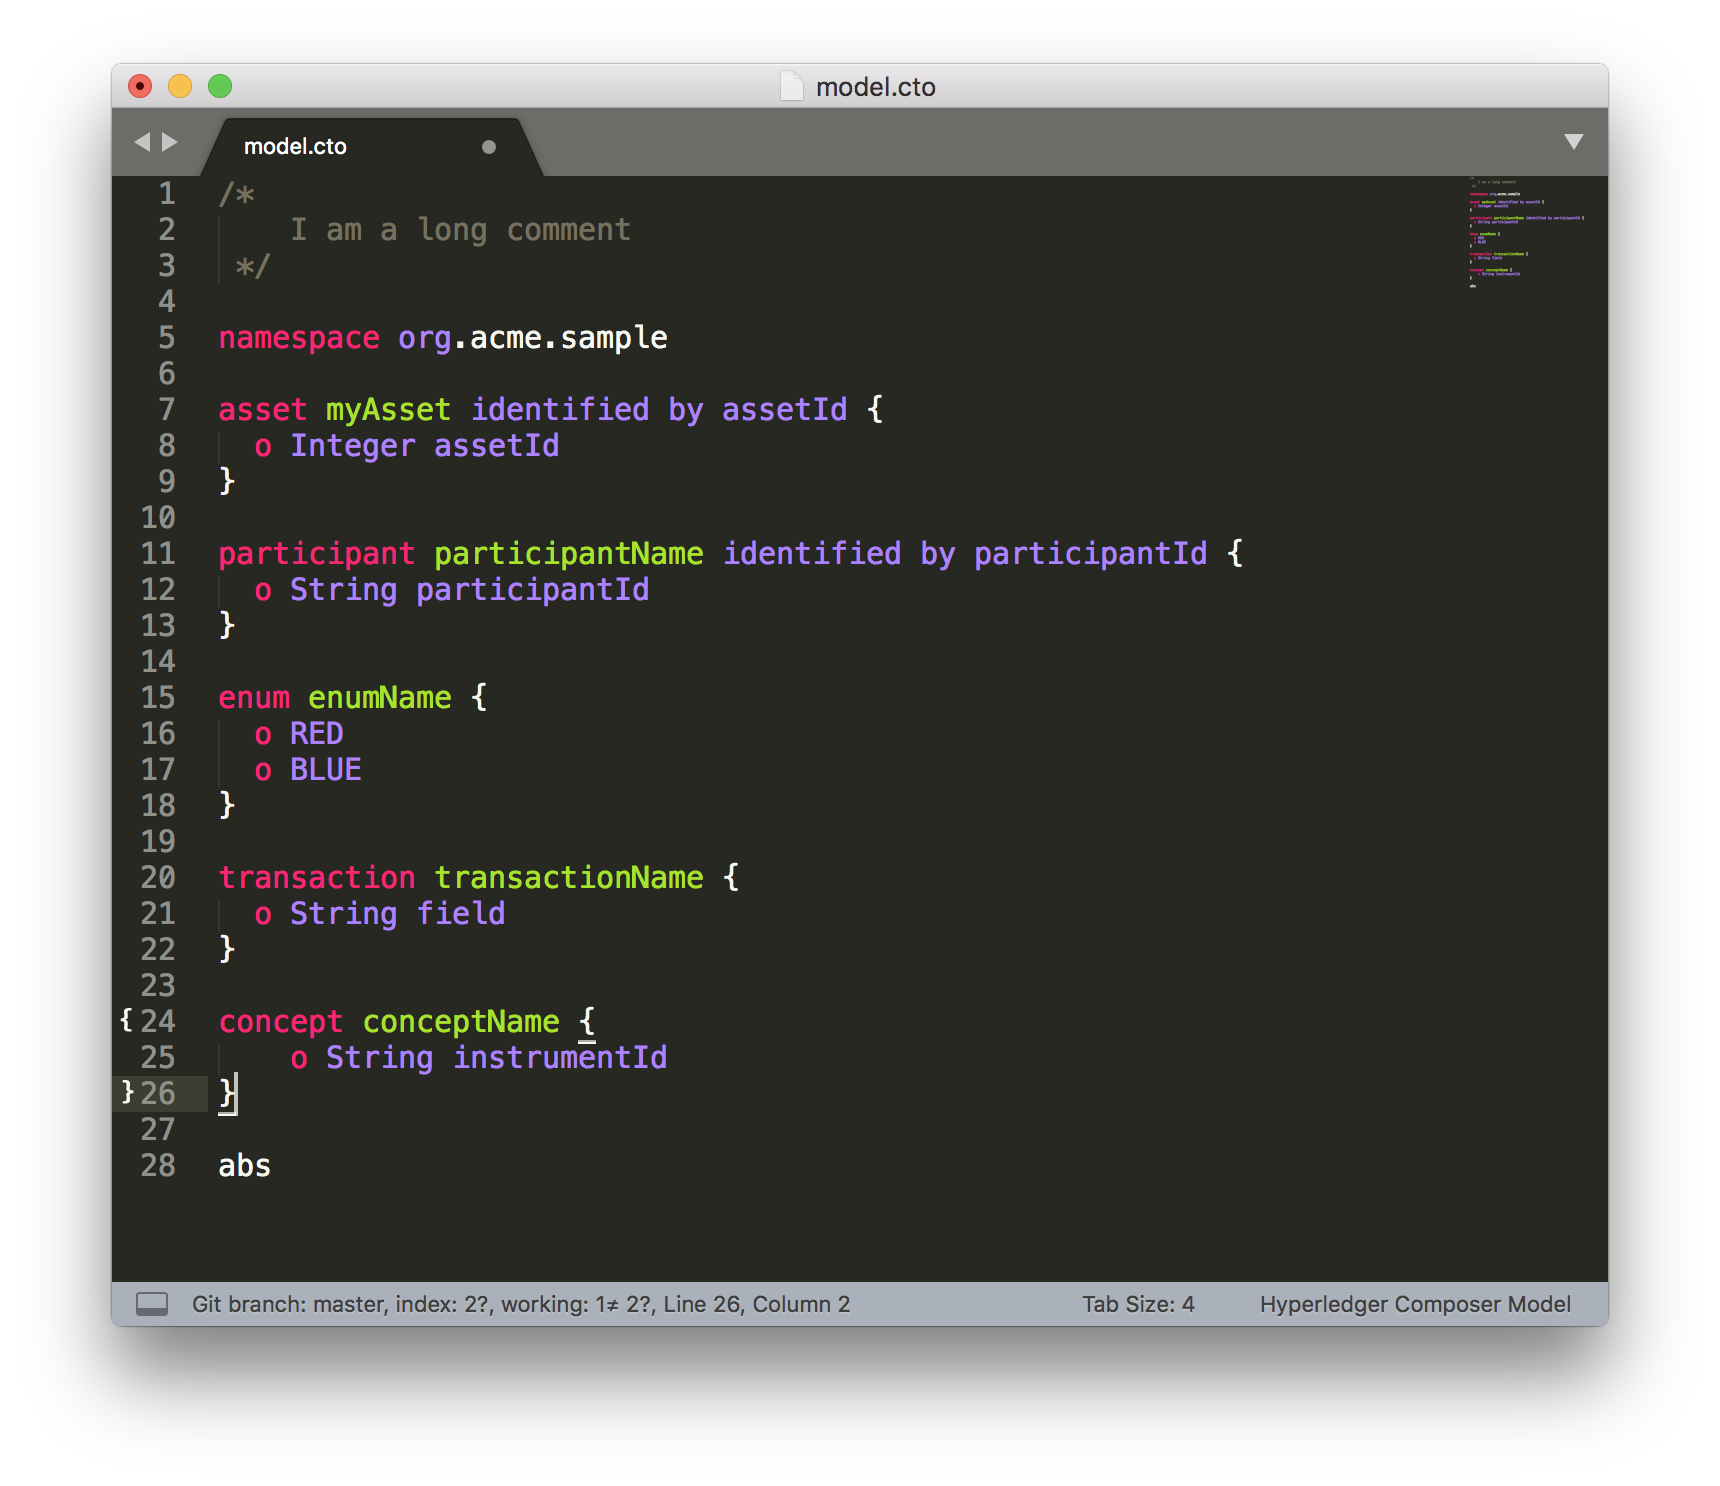 model.cto
model.cto
1 /*
2     I am a long comment
3  */
4
5 namespace org.acme.sample
6
7 asset myAsset identified by assetId {
8   o Integer assetId
9 }
10
11 participant participantName identified by participantId {
12   o String participantId
13 }
14
15 enum enumName {
16   o RED
17   o BLUE
18 }
19
20 transaction transactionName {
21   o String field
22 }
23
{ 24 concept conceptName {
25     o String instrumentId
} 26 }
27
28 abs
Git branch: master, index: 2?, working: 1≠ 2?, Line 26, Column 2 Tab Size: 4 Hyperledger Composer Model